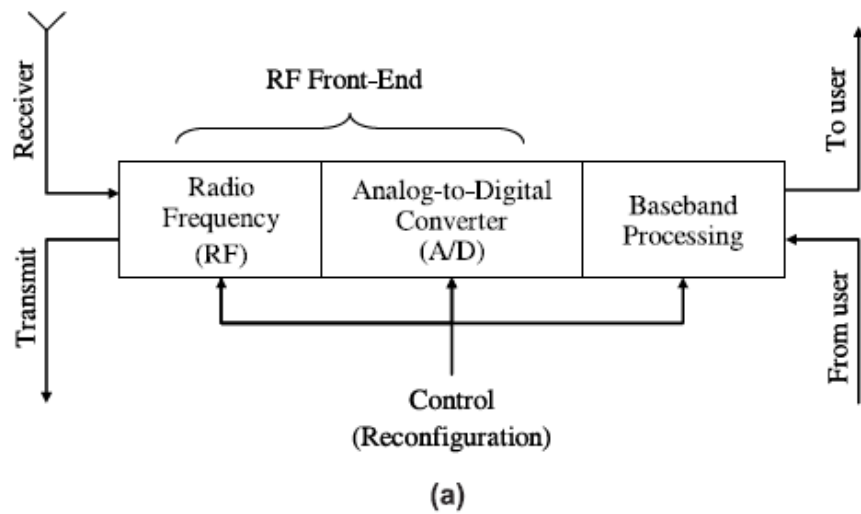 RF Front-End
Receiver
To user
Radio
Frequency
(RF)
Analog-to-Digital
Converter
(A/D)
Baseband
Processing
Transmit
From user
Control
(Reconfiguration)
(a)